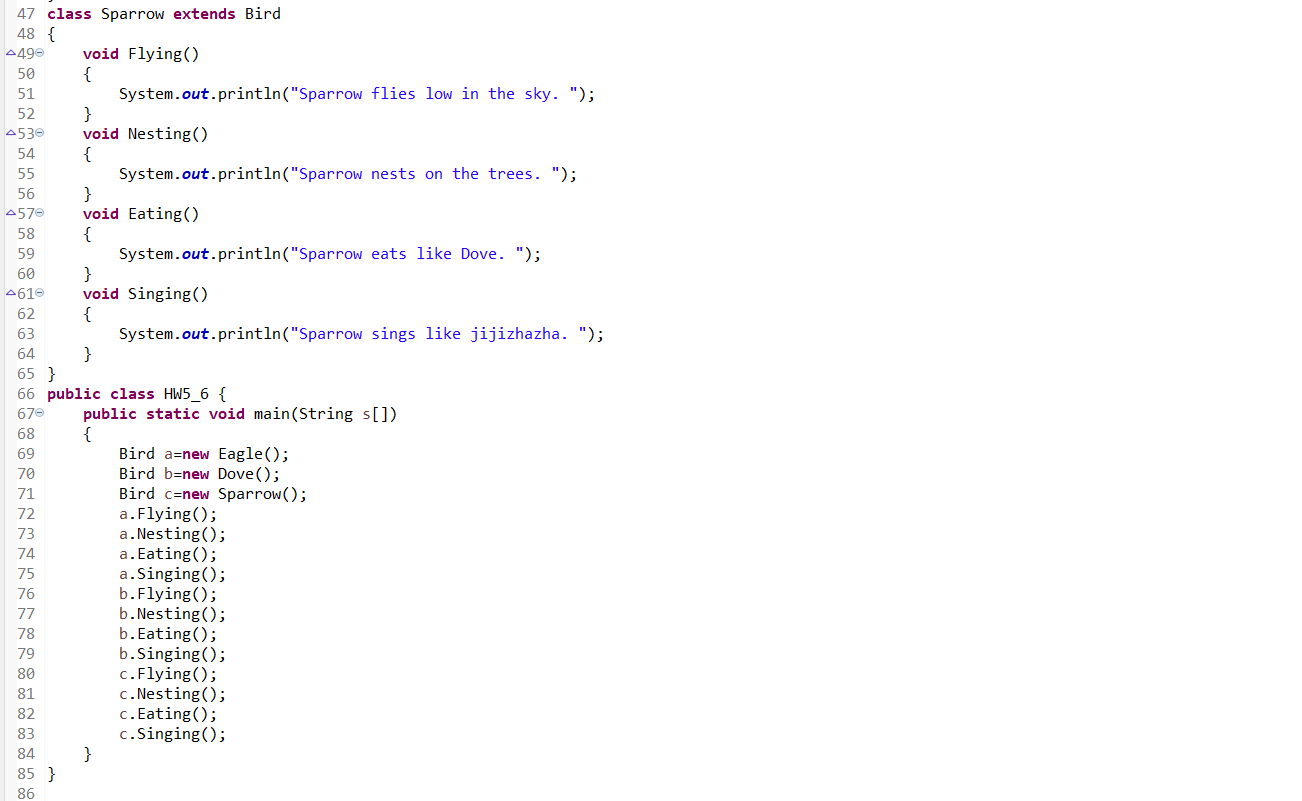 47 class Sparrow extends Bird
48 {
49 void Flying()
50 {
51 System.out.println("Sparrow flies low in the sky. ");
52 }
53 void Nesting()
54 {
55 System.out.println("Sparrow nests on the trees. ");
56 }
57 void Eating()
58 {
59 System.out.println("Sparrow eats like Dove. ");
60 }
61 void Singing()
62 {
63 System.out.println("Sparrow sings like jijizhazha. ");
64 }
65 }
66 public class HW5_6 {
67 public static void main(String s[])
68 {
69 Bird a=new Eagle();
70 Bird b=new Dove();
71 Bird c=new Sparrow();
72 a.Flying();
73 a.Nesting();
74 a.Eating();
75 a.Singing();
76 b.Flying();
77 b.Nesting();
78 b.Eating();
79 b.Singing();
80 c.Flying();
81 c.Nesting();
82 c.Eating();
83 c.Singing();
84 }
85 }
86